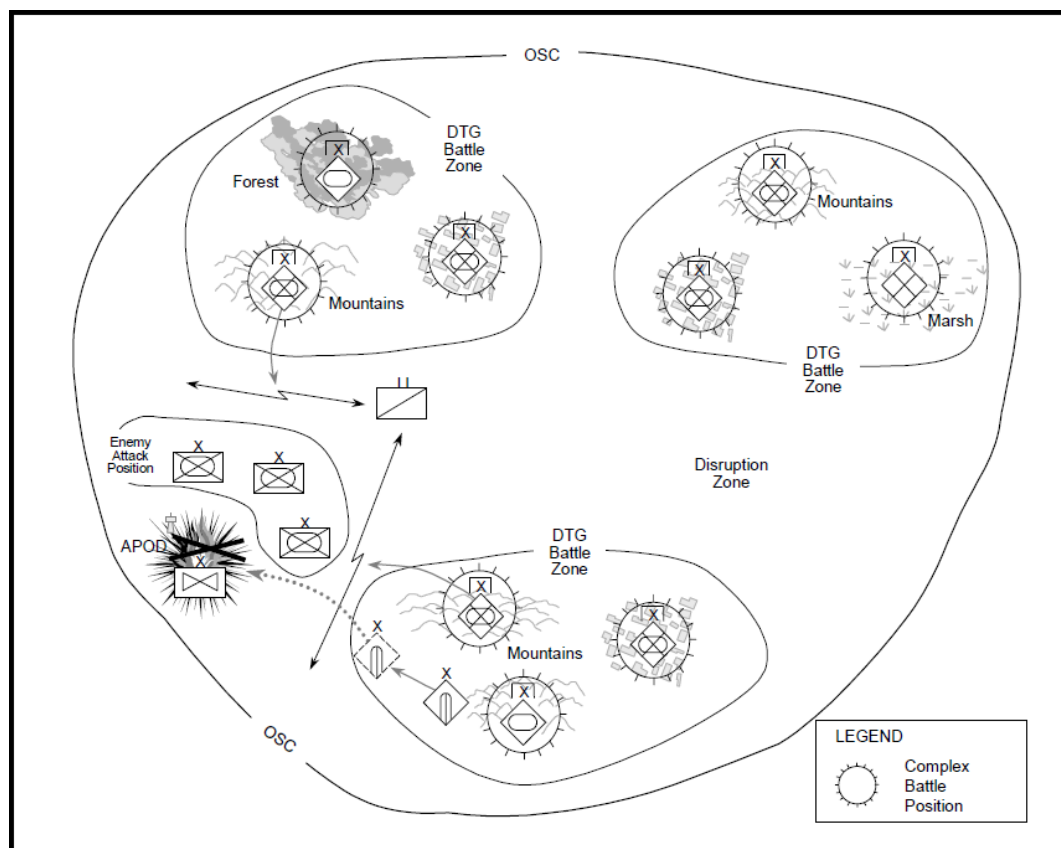 OSC
DTG
Battle
Zone
Forest
X
X
X
Mountains
X
Mountains
X
X
Marsh
DTG
Battle
Zone
Enemy
Attack
Position
X
X
X
APOD
X
Disruption
Zone
DTG
Battle
Zone
X
X
Mountains
X
X
X
OSC
LEGEND
Complex
Battle
Position